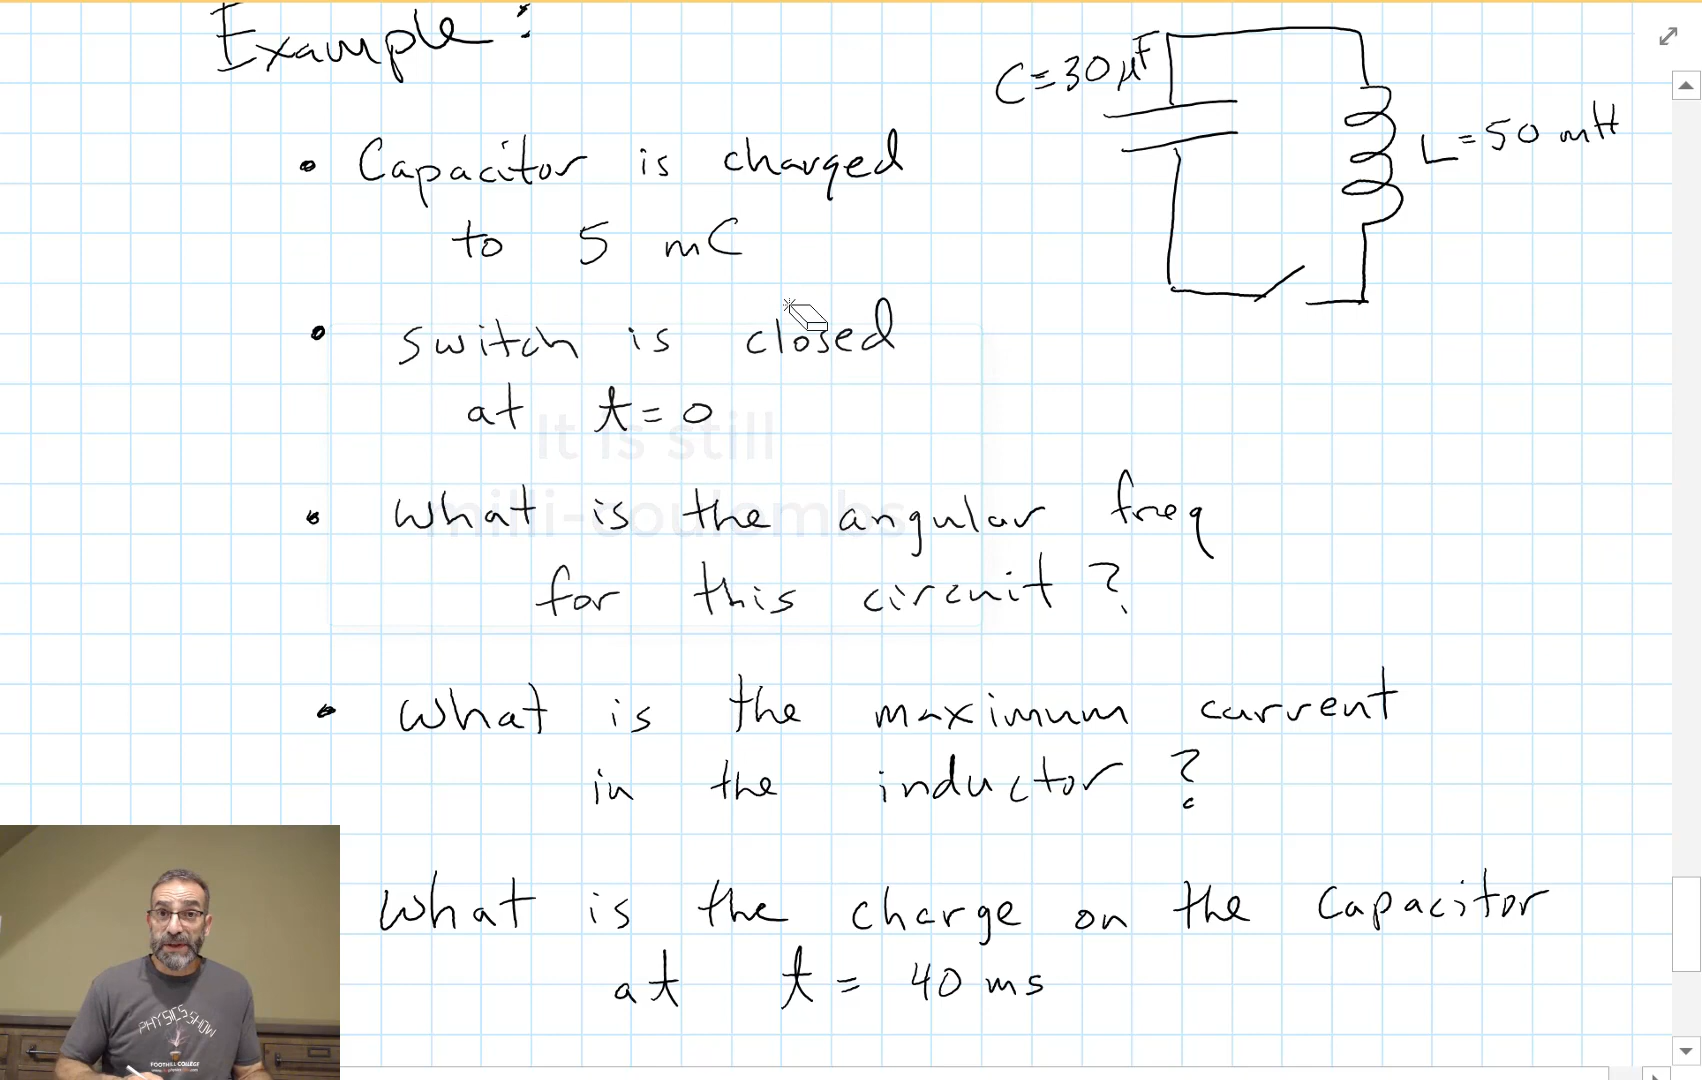 Example:
C = 30 μF
L = 50 mH
• Capacitor is charged
to 5 mC
• switch is closed
at t = 0
It is still
milli-coulombs
• What is the angular freq
for this circuit ?
• What is the maximum current
in the inductor ?
What is the charge on the capacitor
at t = 40 ms
PHYSICS SHOW
FOOTHILL COLLEGE